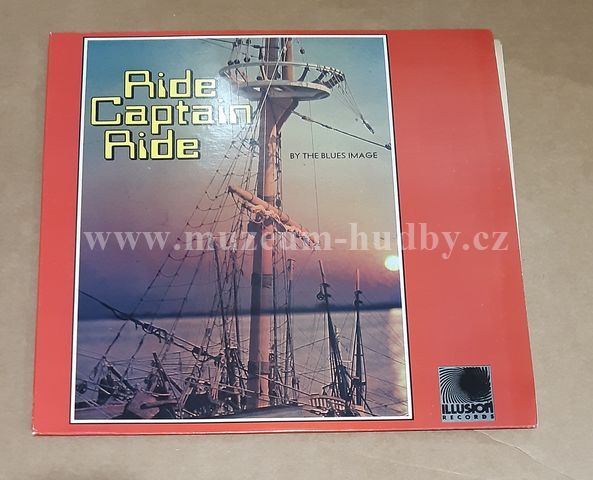 Ride
Captain
Ride
BY THE BLUES IMAGE
www.muzeum-hudby.cz
ILLUSION
RECORDS